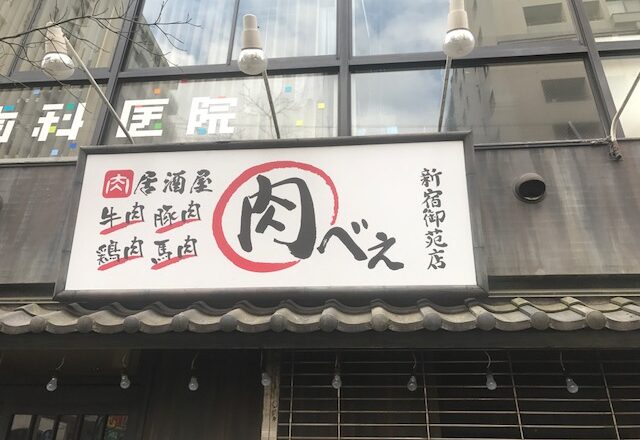 歯科医院
肉居酒屋
牛肉 豚肉
鶏肉 馬肉
肉べえ
新宿御苑店